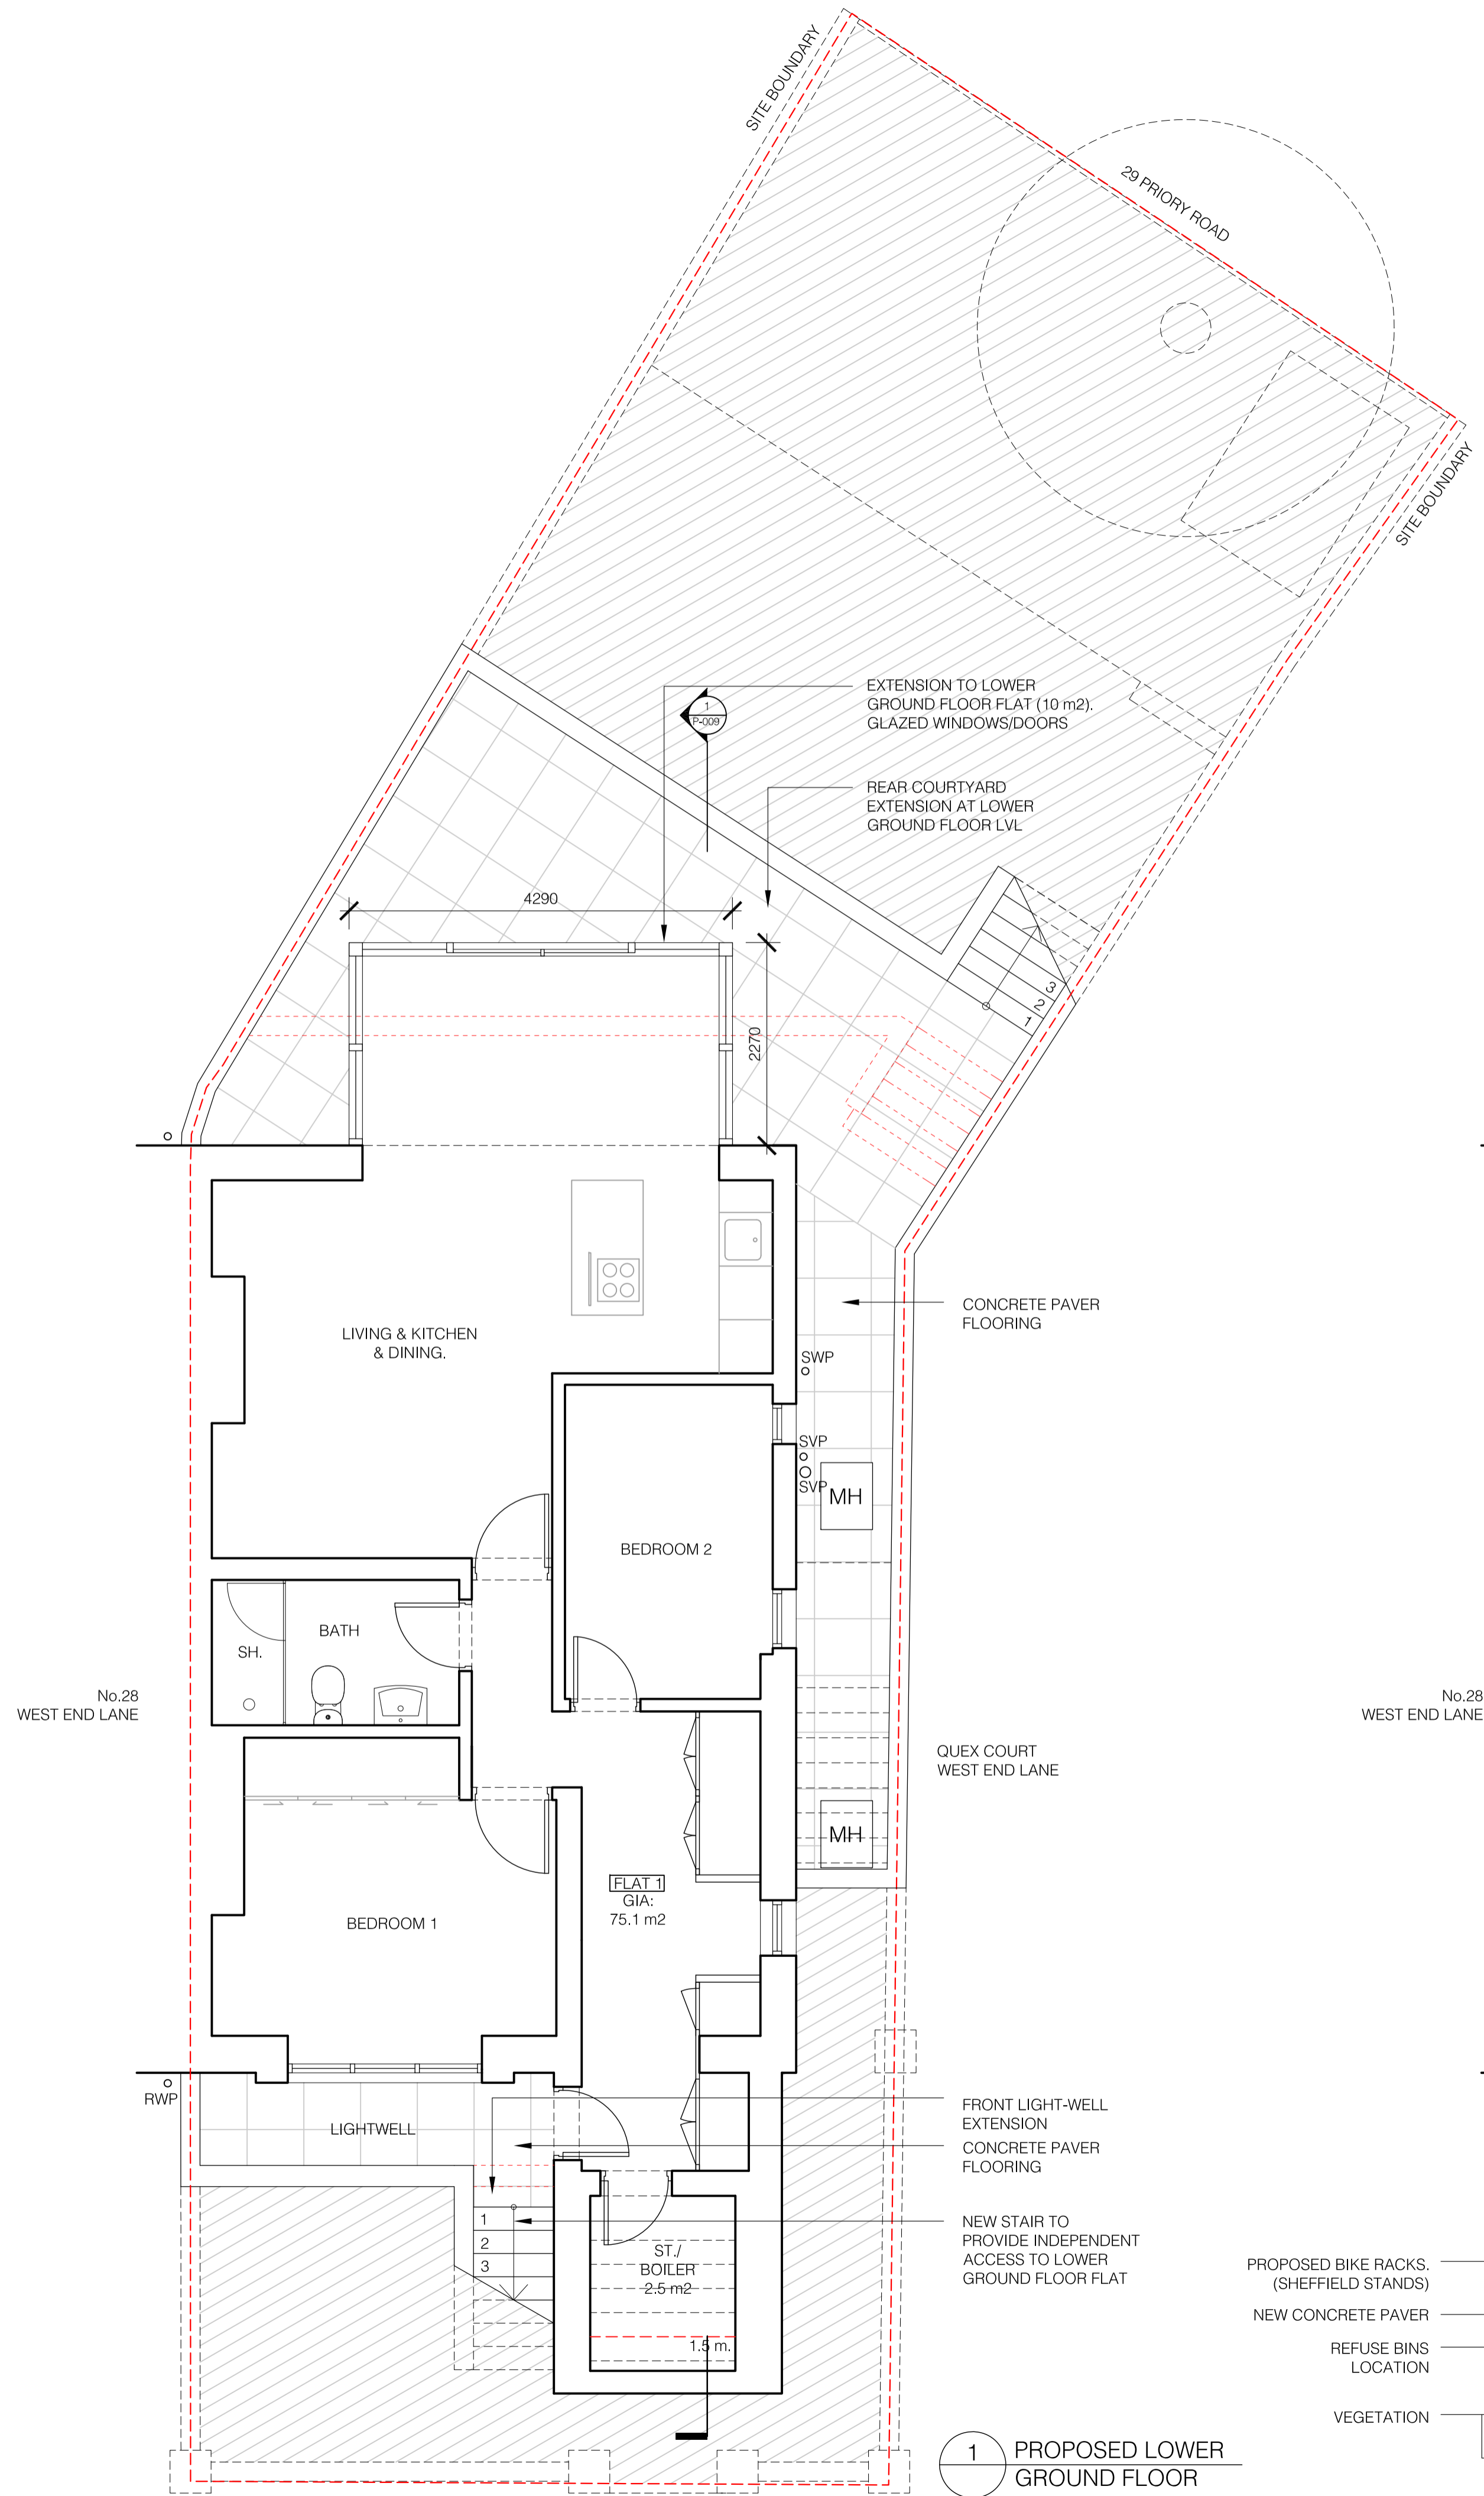 SITE BOUNDARY
29 PRIORY ROAD
SITE BOUNDARY
EXTENSION TO LOWER
GROUND FLOOR FLAT (10 m2).
GLAZED WINDOWS/DOORS
1
P-009
REAR COURTYARD
EXTENSION AT LOWER
GROUND FLOOR LVL
4290
2270
3
2
1
CONCRETE PAVER
FLOORING
LIVING & KITCHEN
& DINING.
SWP
SVP
SVP
MH
BEDROOM 2
BATH
SH.
No.28
WEST END LANE
No.28
WEST END LANE
QUEX COURT
WEST END LANE
MH
FLAT 1
GIA:
75.1 m2
BEDROOM 1
RWP
LIGHTWELL
FRONT LIGHT-WELL
EXTENSION
CONCRETE PAVER
FLOORING
1
2
3
NEW STAIR TO
PROVIDE INDEPENDENT
ACCESS TO LOWER
GROUND FLOOR FLAT
ST./
BOILER
2.5 m2
1.5 m.
PROPOSED BIKE RACKS.
(SHEFFIELD STANDS)
NEW CONCRETE PAVER
REFUSE BINS
LOCATION
VEGETATION
1
PROPOSED LOWER
GROUND FLOOR